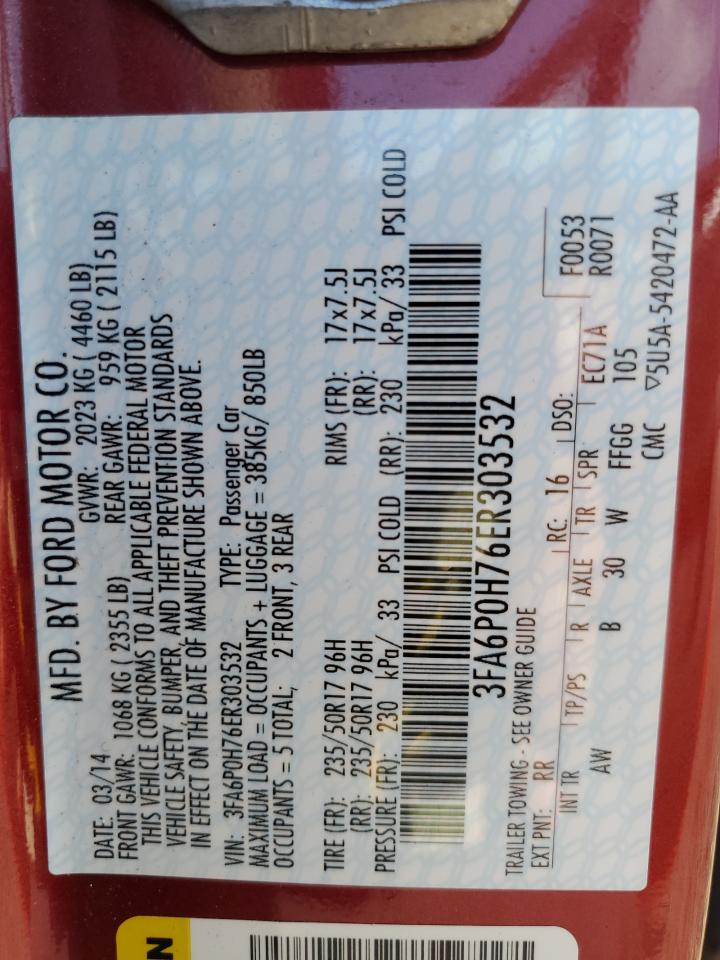 MFD. BY FORD MOTOR CO.
DATE: 03/14 GVWR: 2023 KG ( 4460 LB)
FRONT GAWR: 1068 KG ( 2355 LB) REAR GAWR: 959 KG ( 2115 LB)
THIS VEHICLE CONFORMS TO ALL APPLICABLE FEDERAL MOTOR
VEHICLE SAFETY, BUMPER, AND THEFT PREVENTION STANDARDS
IN EFFECT ON THE DATE OF MANUFACTURE SHOWN ABOVE.
VIN: 3FA6P0H76ER303532 TYPE: Passenger Car
MAXIMUM LOAD = OCCUPANTS + LUGGAGE = 385KG/ 850LB
OCCUPANTS = 5 TOTAL; 2 FRONT, 3 REAR
TIRE (FR): 235/50R17 96H RIMS (FR): 17x7.5J
(RR): 235/50R17 96H (RR): 17x7.5J
PRESSURE (FR): 230 kPa/ 33 PSI COLD (RR): 230 kPa/ 33 PSI COLD
3FA6P0H76ER303532
TRAILER TOWING - SEE OWNER GUIDE
EXT PNT: RR RC: 16 DSO: F0053
R0071
INT TR TP/PS R AXLE TR SPR EC71A
AW B 30 W FFGG 105
CMC ▽5U5A-5420472-AA
N